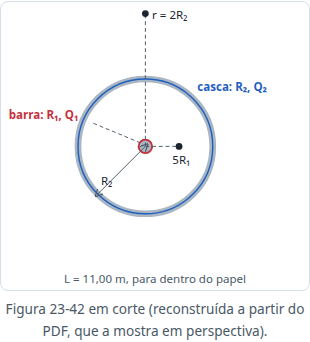 r = 2R₂
casca: R₂, Q₂
barra: R₁, Q₁
5R₁
R₂
L = 11,00 m, para dentro do papel
Figura 23-42 em corte (reconstruída a partir do
PDF, que a mostra em perspectiva).